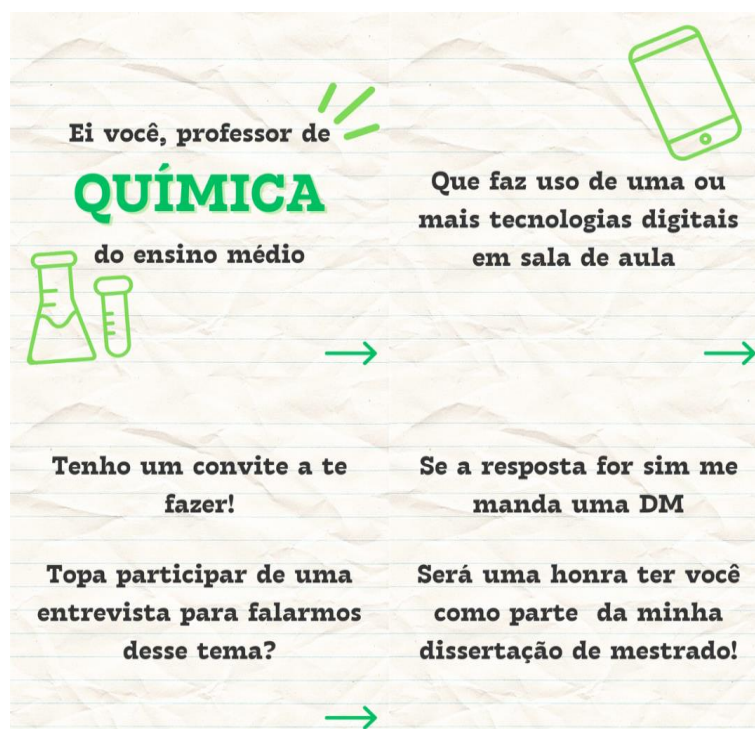 Ei você, professor de
QUÍMICA
do ensino médio
Que faz uso de uma ou
mais tecnologias digitais
em sala de aula
Tenho um convite a te
fazer!
Topa participar de uma
entrevista para falarmos
desse tema?
Se a resposta for sim me
manda uma DM
Será uma honra ter você
como parte da minha
dissertação de mestrado!